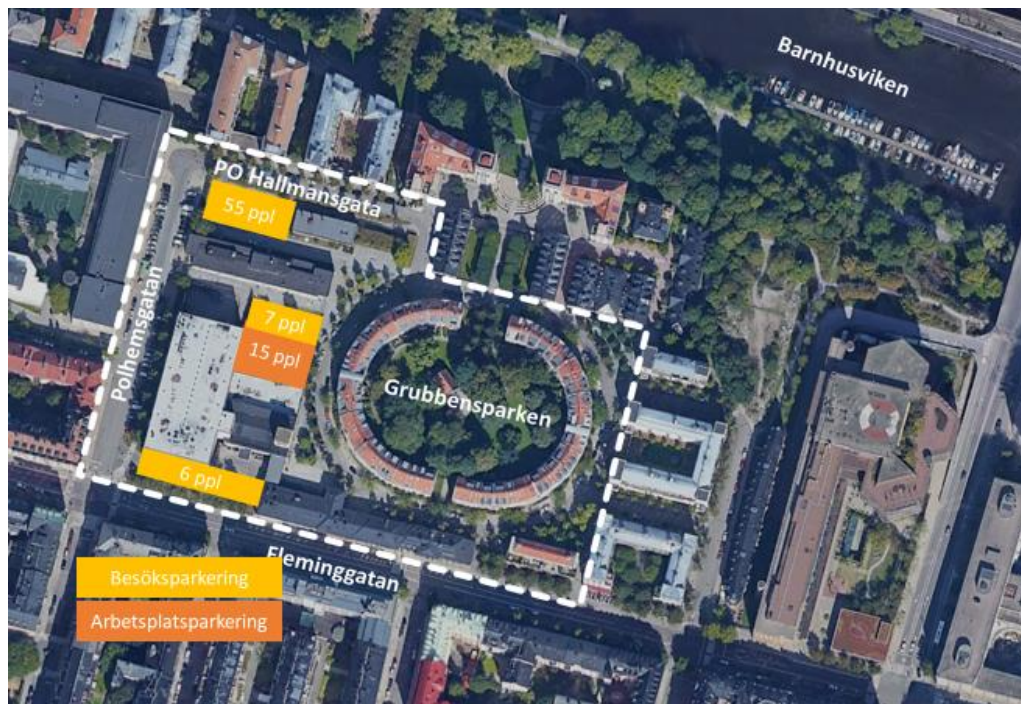 Barnhusviken
PO Hallmansgata
55 ppl
Polhemsgatan
7 ppl
15 ppl
Grubbensparken
6 ppl
Fleminggatan
Besöksparkering
Arbetsplatsparkering